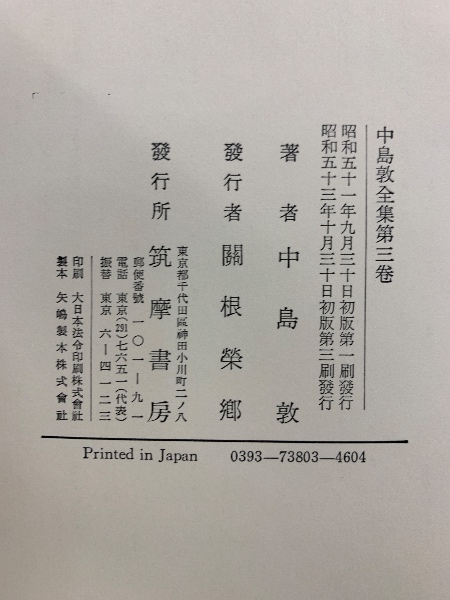 中島敦全集第三卷
昭和五十一年九月三十日初版第一刷發行
昭和五十三年十月三十日初版第三刷發行
著者 中島敦
發行者 關根榮鄕
發行所 筑摩書房
東京都千代田區神田小川町二ノ八
郵便番號 一〇一―九一
電話 東京(291)七六五一(代表)
振替 東京 六―四一二三
印刷 大日本法令印刷株式會社
製本 矢嶋製本株式會社
Printed in Japan 0393―73803―4604